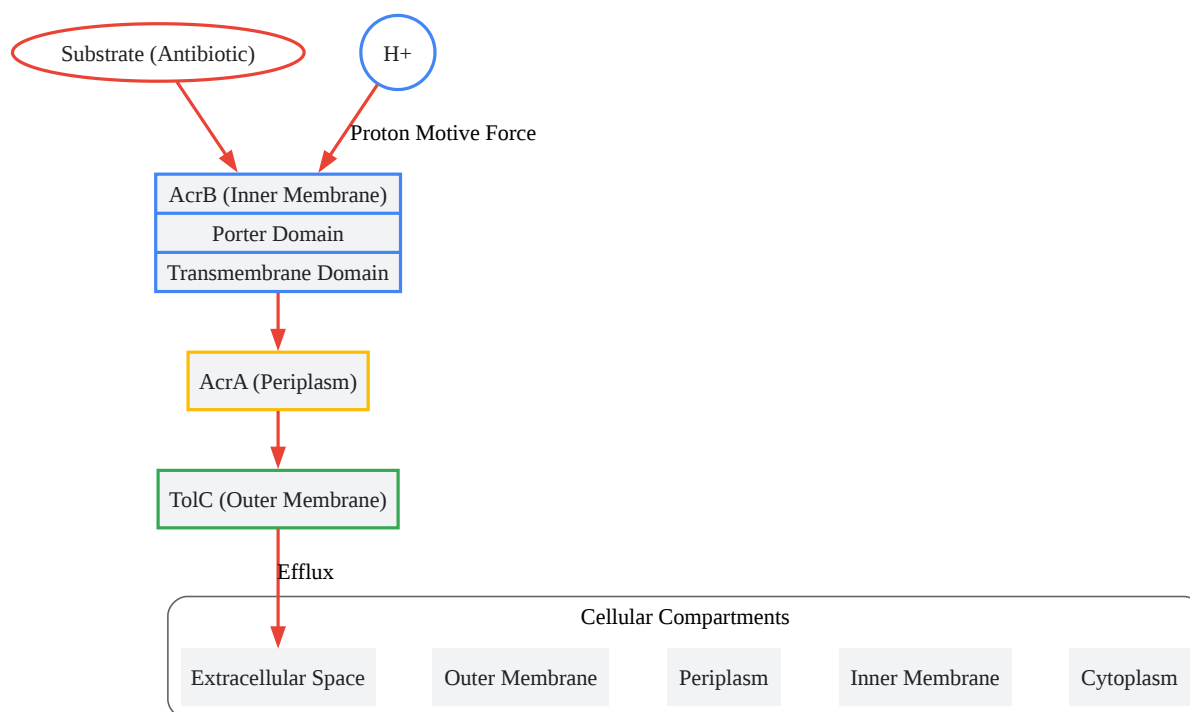 Substrate (Antibiotic)
H+
Proton Motive Force
AcrB (Inner Membrane)
Porter Domain
Transmembrane Domain
AcrA (Periplasm)
TolC (Outer Membrane)
Efflux
Cellular Compartments
Extracellular Space
Outer Membrane
Periplasm
Inner Membrane
Cytoplasm